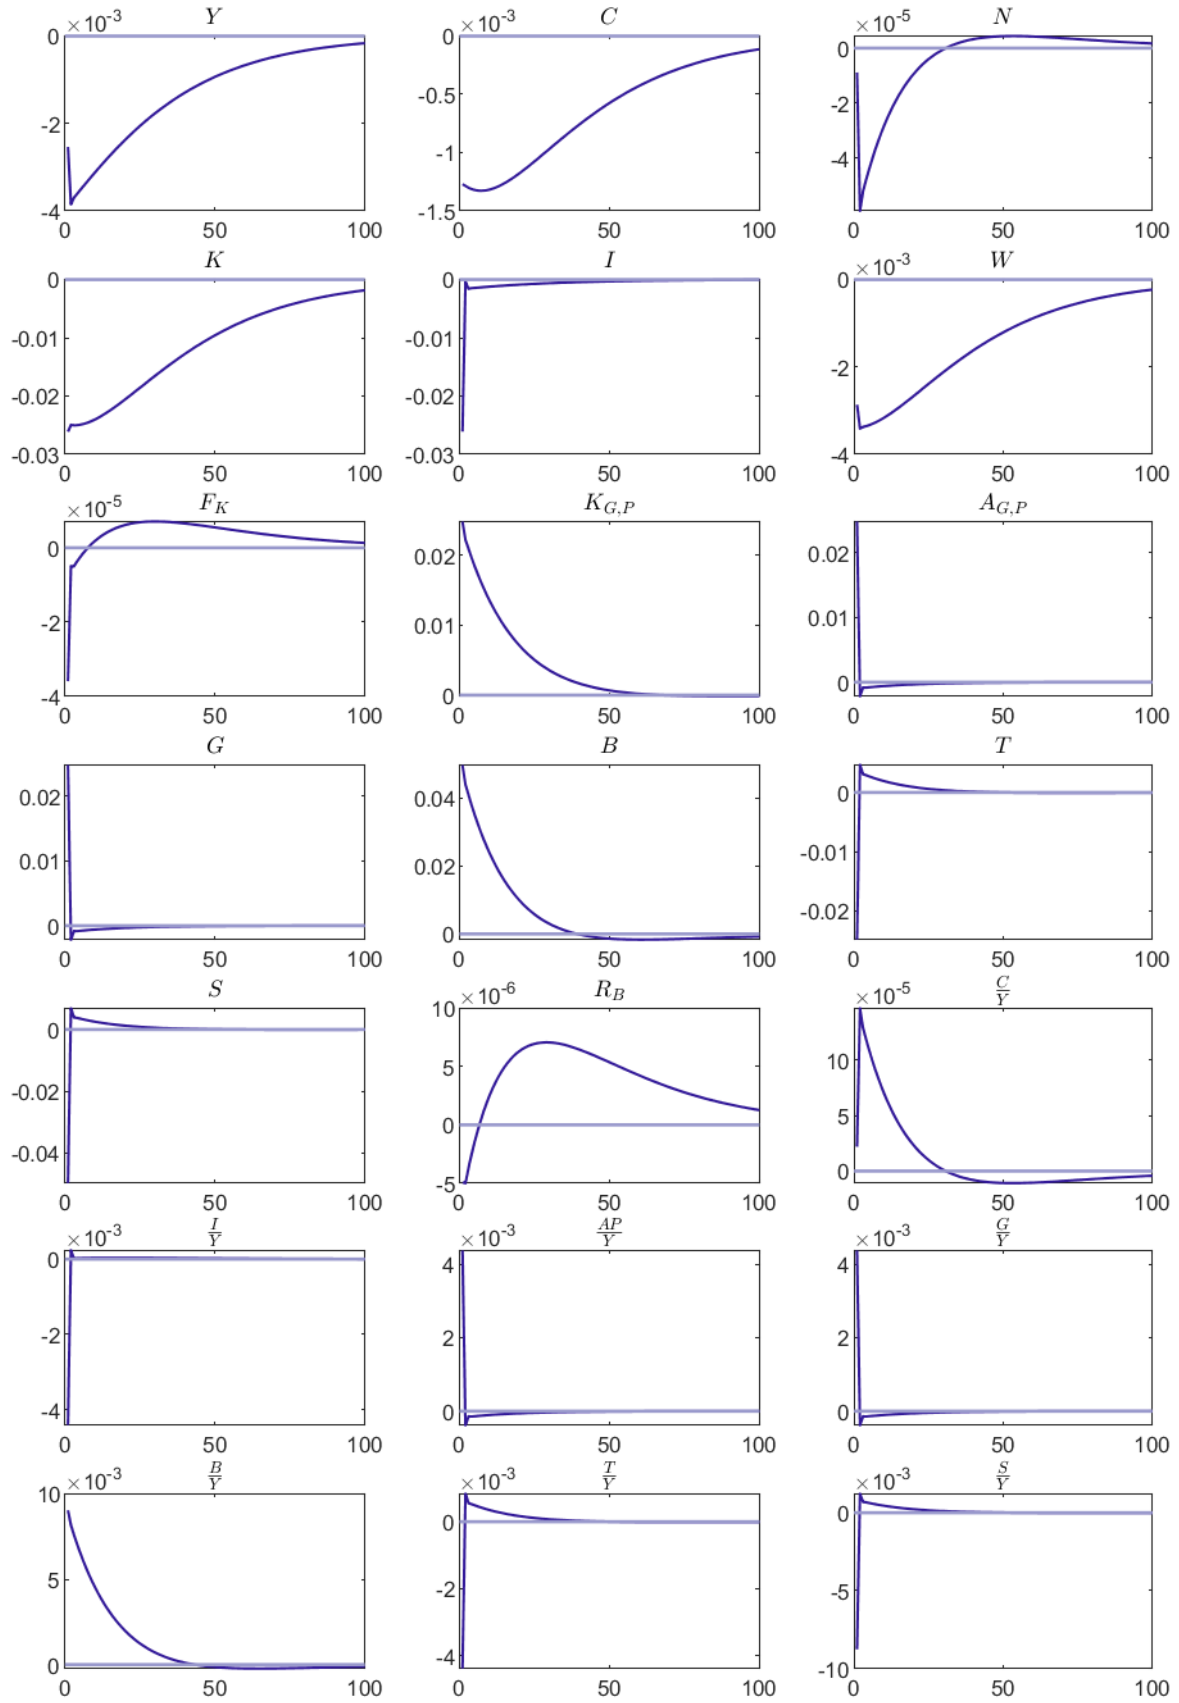 Y C N
×10^-3 ×10^-3 ×10^-5
0 0 0
-2 -0.5 -2
-1 -4
-4 -1.5
0 50 100 0 50 100 0 50 100
K I W
×10^-3
0 0 0
-0.01 -0.01 -2
-0.02 -0.02
-0.03 -0.03 -4
0 50 100 0 50 100 0 50 100
F_K K_{G,P} A_{G,P}
×10^-5
0 0.02 0.02
-2 0.01 0.01
-4 0 0
0 50 100 0 50 100 0 50 100
G B T
0.02 0.04 0
0.01 0.02 -0.01
0 0 -0.02
0 50 100 0 50 100 0 50 100
S R_B C/Y
×10^-6 ×10^-5
0 10 10
-0.02 5 5
-0.04 0 0
-5
0 50 100 0 50 100 0 50 100
I/Y AP/Y G/Y
×10^-3 ×10^-3 ×10^-3
0 4 4
-2 2 2
-4 0 0
0 50 100 0 50 100 0 50 100
B/Y T/Y S/Y
×10^-3 ×10^-3 ×10^-3
10 0 0
5 -2 -5
0 -4 -10
0 50 100 0 50 100 0 50 100